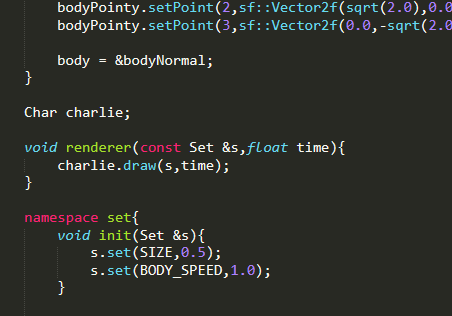 bodyPointy.setPoint(2,sf::Vector2f(sqrt(2.0),0.0
bodyPointy.setPoint(3,sf::Vector2f(0.0,-sqrt(2.0
body = &bodyNormal;
}
Char charlie;
void renderer(const Set &s,float time){
charlie.draw(s,time);
}
namespace set{
void init(Set &s){
s.set(SIZE,0.5);
s.set(BODY_SPEED,1.0);
}